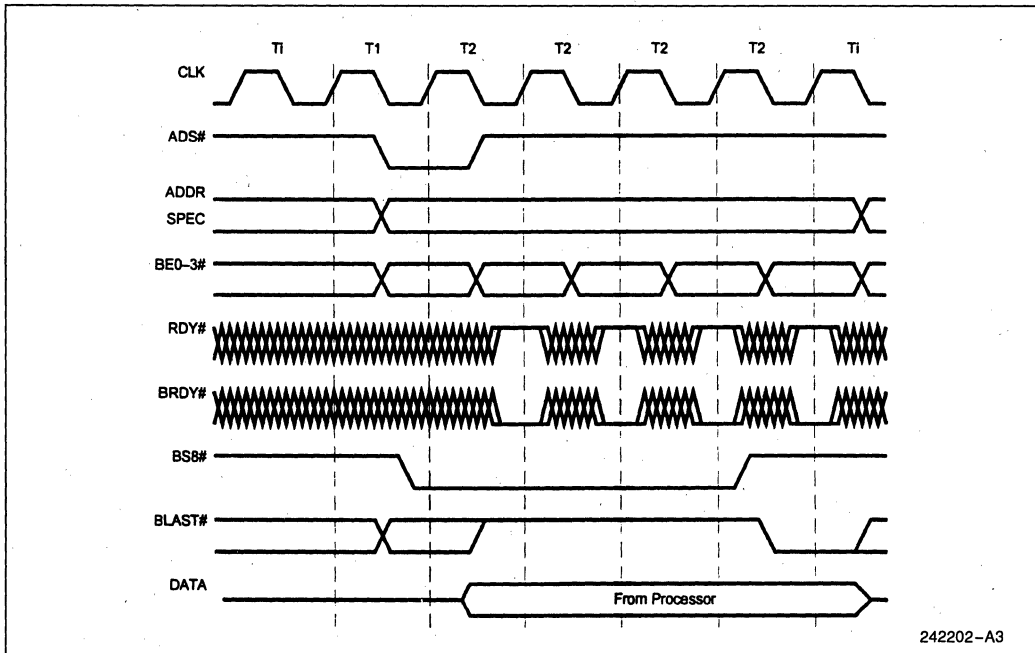 Ti T1 T2 T2 T2 T2 Ti
CLK
ADS#
ADDR
SPEC
BE0–3#
RDY#
BRDY#
BS8#
BLAST#
DATA
From Processor
242202–A3